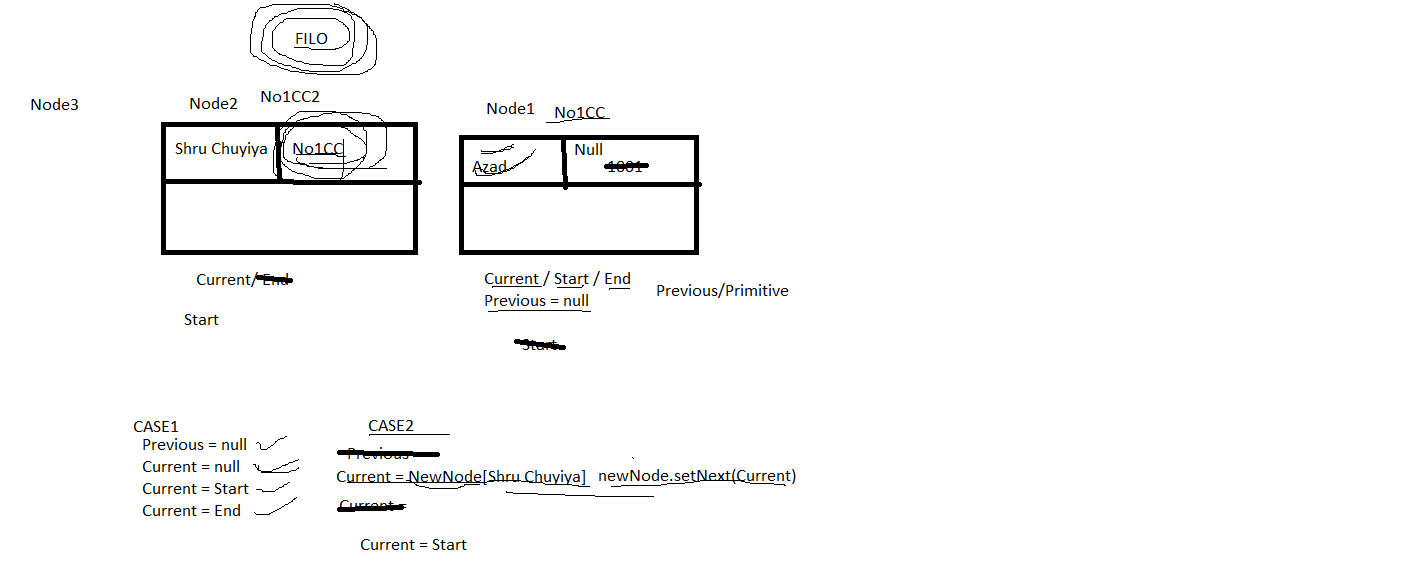 FILO
Node3
Node2
No1CC2
Node1
No1CC
Shru Chuyiya
No1CC
Azad
Null
1001
Current/End
Start
Current / Start / End
Previous = null
Previous/Primitive
Start
CASE1
Previous = null
Current = null
Current = Start
Current = End
CASE2
Previous
Current = NewNode[Shru Chuyiya] newNode.setNext(Current)
Current =
Current = Start